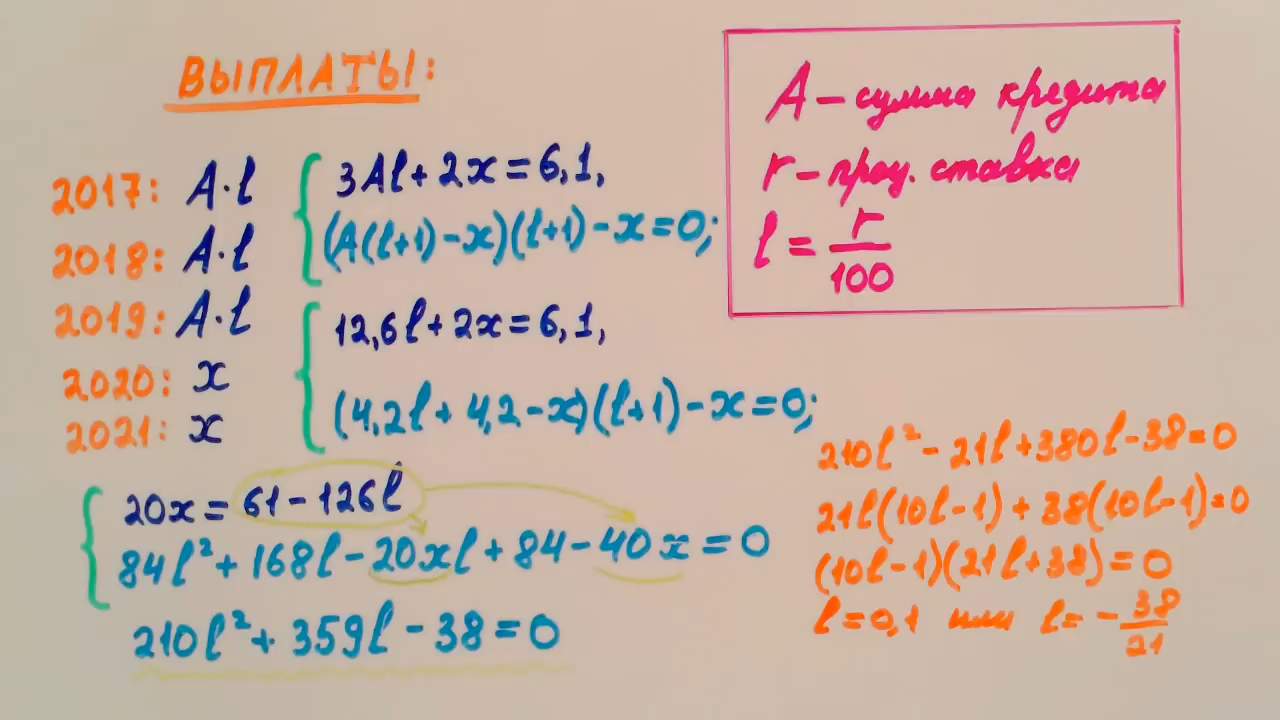 ВЫПЛАТЫ:
2017: A·l
2018: A·l
2019: A·l
2020: x
2021: x
3Al+2x=6,1,
(A(l+1)-x)(l+1)-x=0;
12,6l+2x=6,1,
(4,2l+4,2-x)(l+1)-x=0;
20x=61-126l
84l²+168l-20xl+84-40x=0
210l²+359l-38=0
A-сумма кредита
r-проц. ставка
l=r/100
210l²-21l+380l-38=0
21l(10l-1)+38(10l-1)=0
(10l-1)(21l+38)=0
l=0,1 или l=-38/21